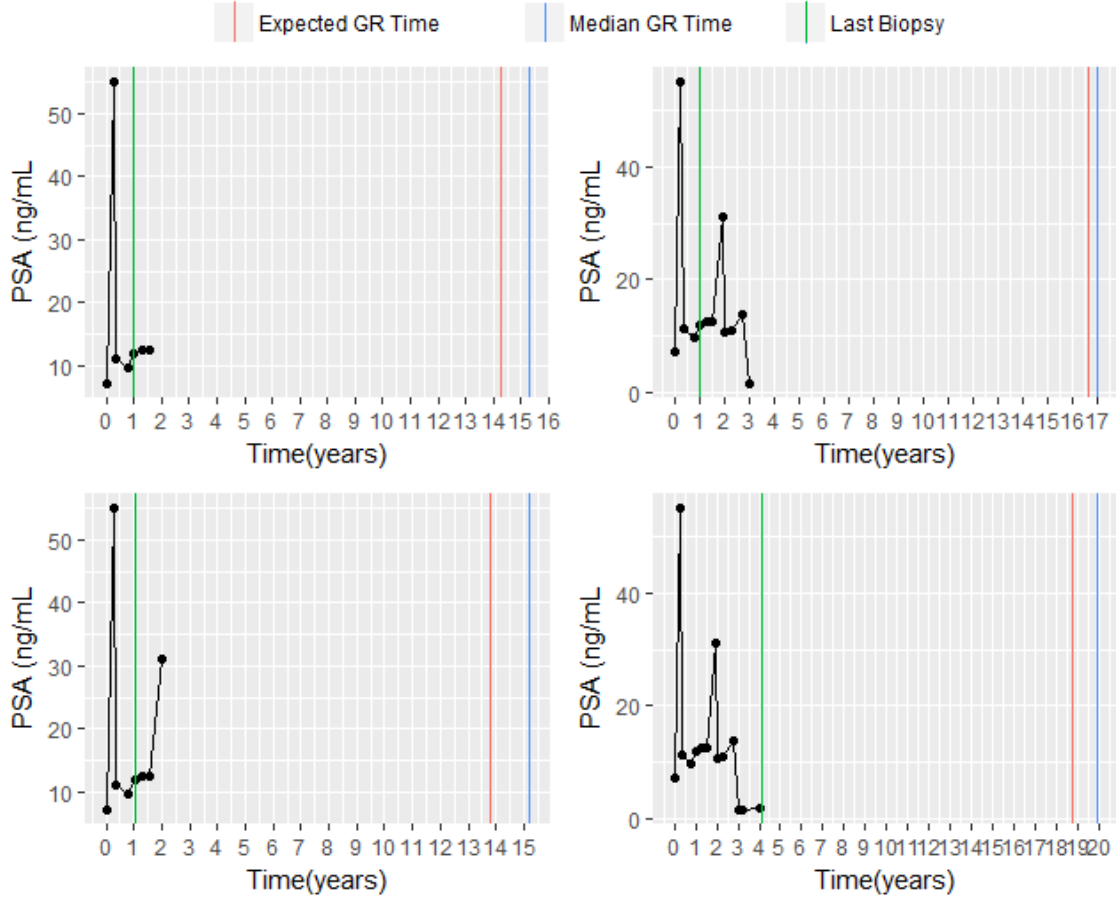 Expected GR Time Median GR Time Last Biopsy
50
40
30
20
10
PSA (ng/mL
0 1 2 3 4 5 6 7 8 9 10 11 12 13 14 15 16
Time(years)
40
20
0
PSA (ng/mL
0 1 2 3 4 5 6 7 8 9 10 11 12 13 14 15 16 17
Time(years)
50
40
30
20
10
PSA (ng/mL
0 1 2 3 4 5 6 7 8 9 10 11 12 13 14 15
Time(years)
40
20
0
PSA (ng/mL
0 1 2 3 4 5 6 7 8 9 10 11 12 13 14 15 16 17 18 19 20
Time(years)